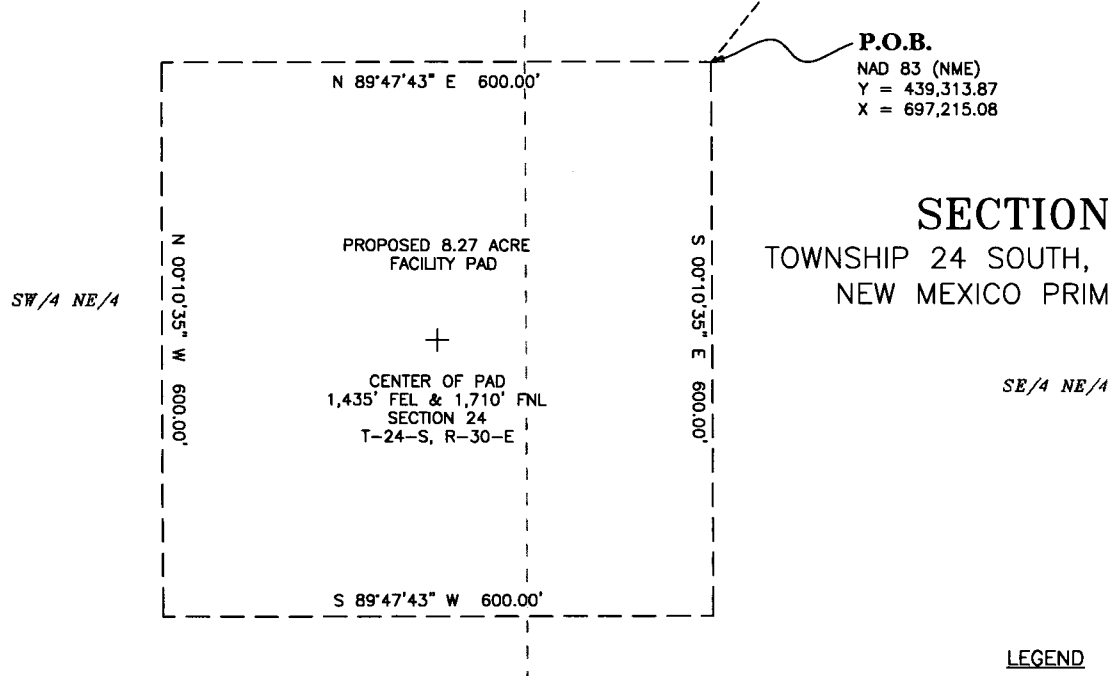 P.O.B.
NAD 83 (NME)
Y = 439,313.87
X = 697,215.08
N 89°47'43" E 600.00'
SECTION
TOWNSHIP 24 SOUTH,
NEW MEXICO PRIM
PROPOSED 8.27 ACRE
FACILITY PAD
N 00°10'35" W 600.00'
S 00°10'35" E 600.00'
SW/4 NE/4
SE/4 NE/4
CENTER OF PAD
1,435' FEL & 1,710' FNL
SECTION 24
T-24-S, R-30-E
S 89°47'43" W 600.00'
LEGEND